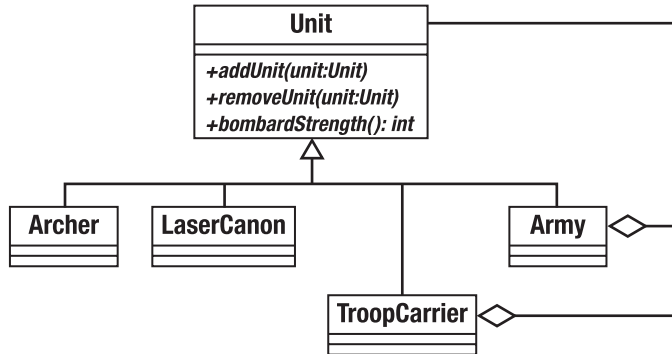 Unit
+addUnit(unit:Unit)
+removeUnit(unit:Unit)
+bombardStrength(): int
Archer
LaserCanon
Army
TroopCarrier